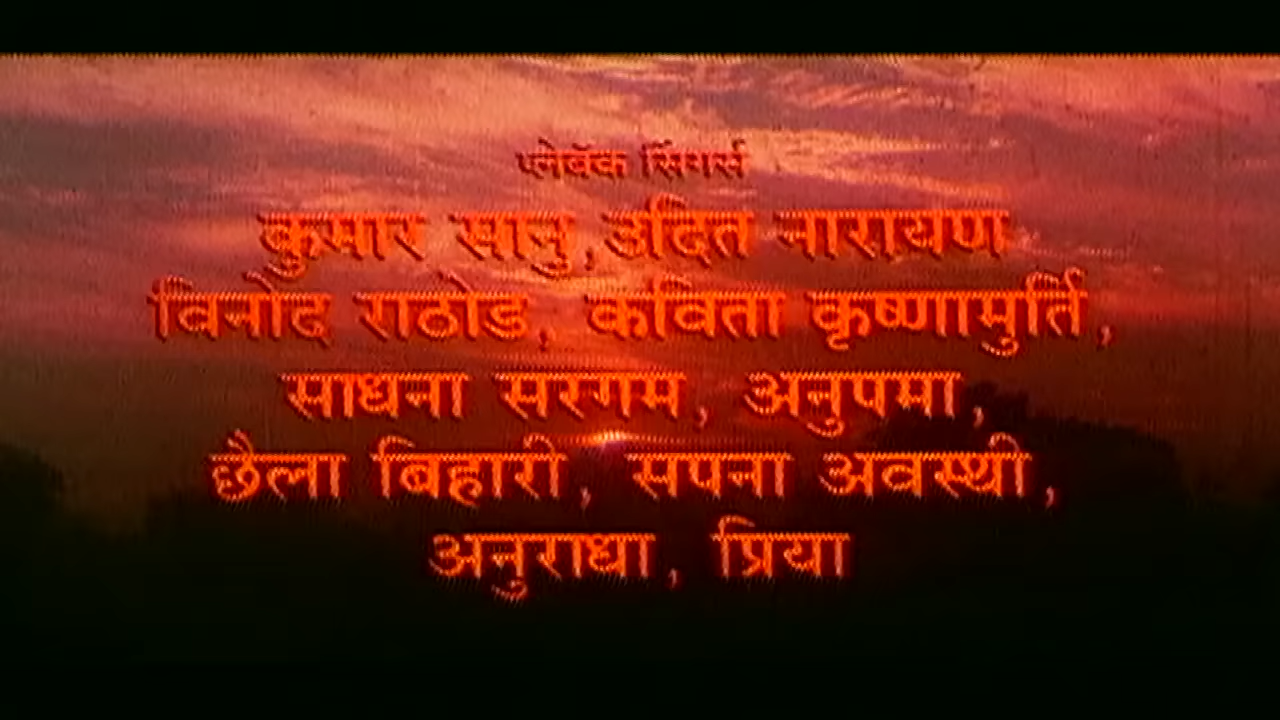 प्लेबॅक सिंगर्स
कुमार सानु ,उदित नारायण
विनोद राठोड, कविता कृष्णामुर्ति,
साधना सरगम, अनुपमा,
छैला बिहारी, सपना अवस्थी,
अनुराधा, प्रिया